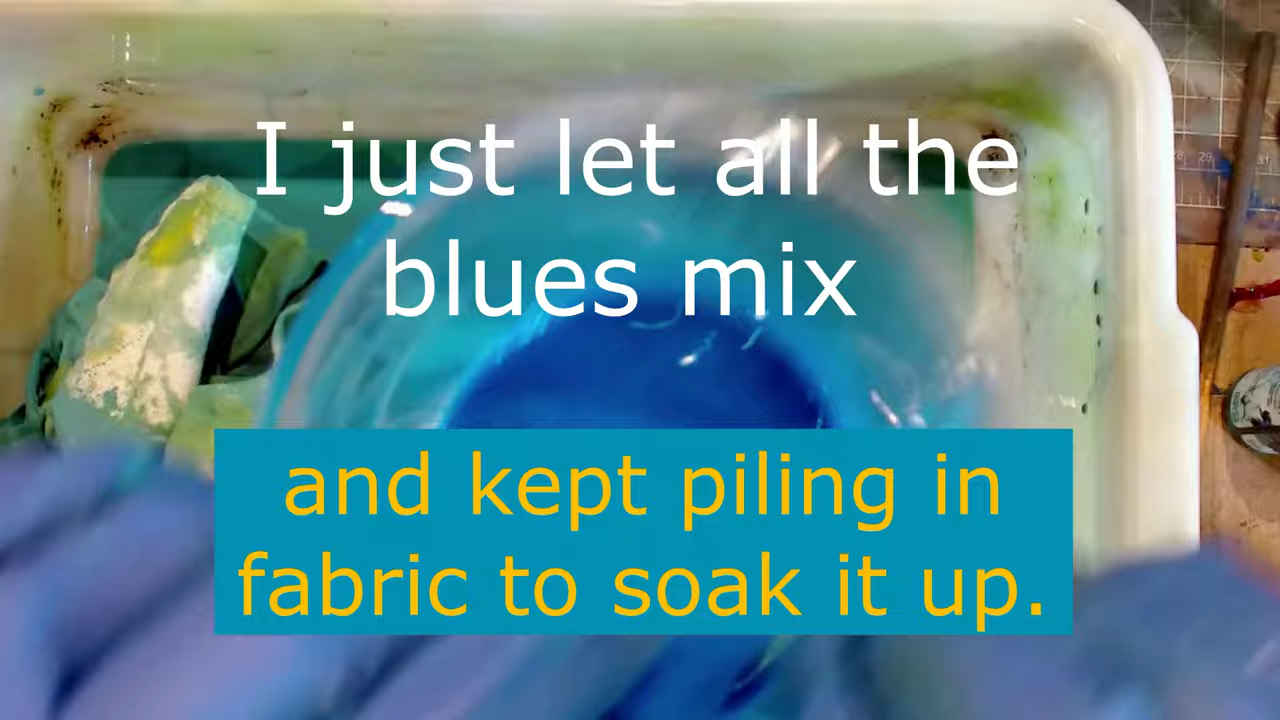 I just let all the
blues mix
and kept piling in
fabric to soak it up.